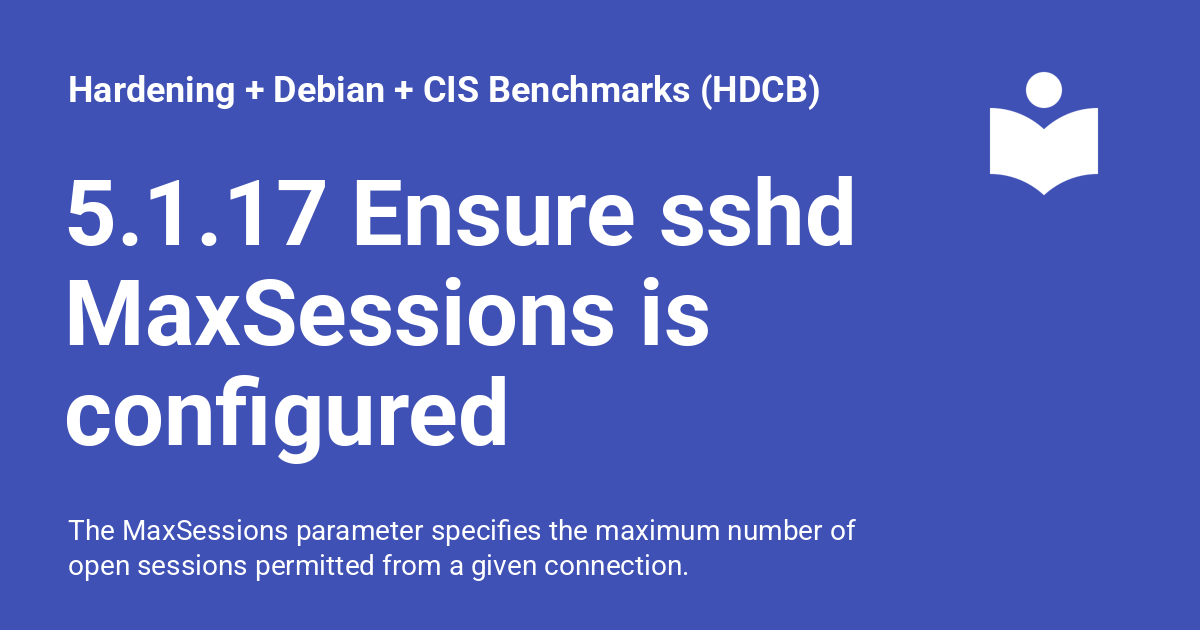 Hardening + Debian + CIS Benchmarks (HDCB)
5.1.17 Ensure sshd
MaxSessions is
configured
The MaxSessions parameter specifies the maximum number of
open sessions permitted from a given connection.